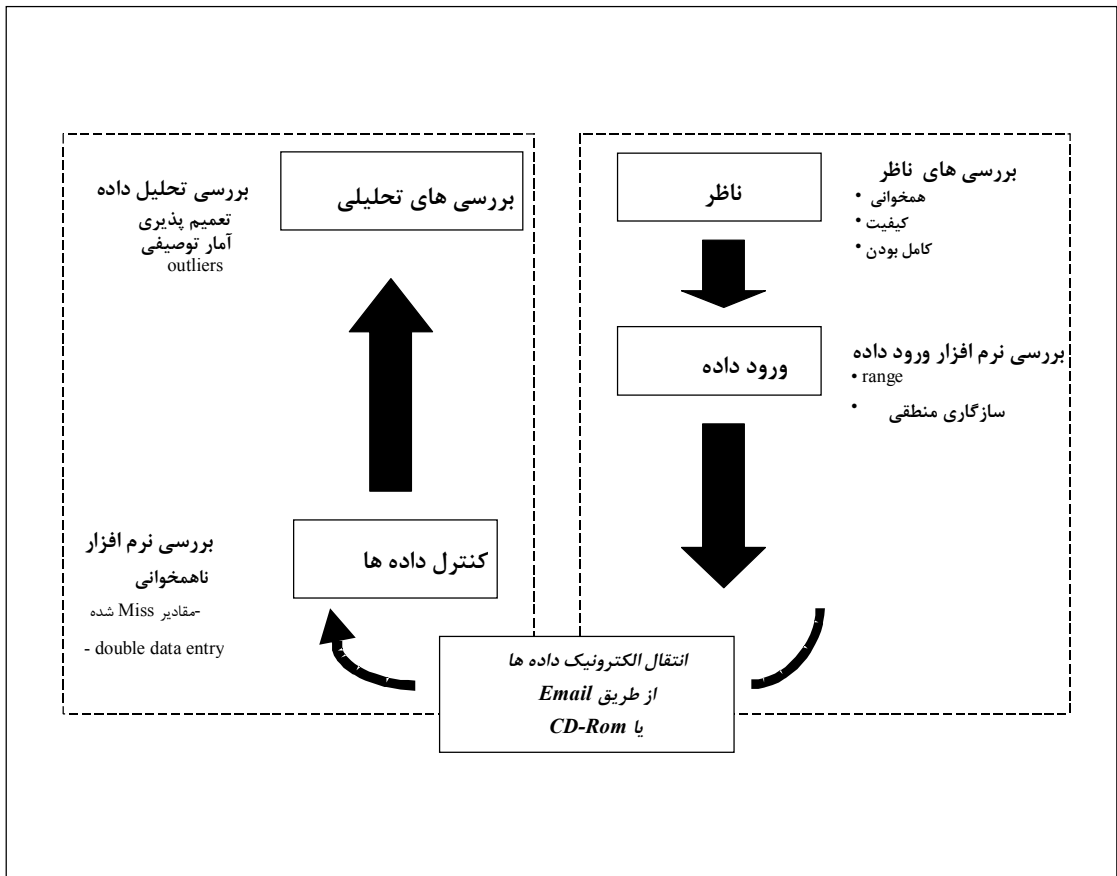 ناظر
بررسی های ناظر
• همخوانی
• کیفیت
• کامل بودن
ورود داده
بررسی نرم افزار ورود داده
• range
• سازگاری منطقی
انتقال الکترونیک داده ها
از طریق Email
یا CD-Rom
کنترل داده ها
بررسی نرم افزار
ناهمخوانی
-مقادیر Miss شده
- double data entry
بررسی های تحلیلی
بررسی تحلیل داده
تعمیم پذیری
آمار توصیفی
outliers